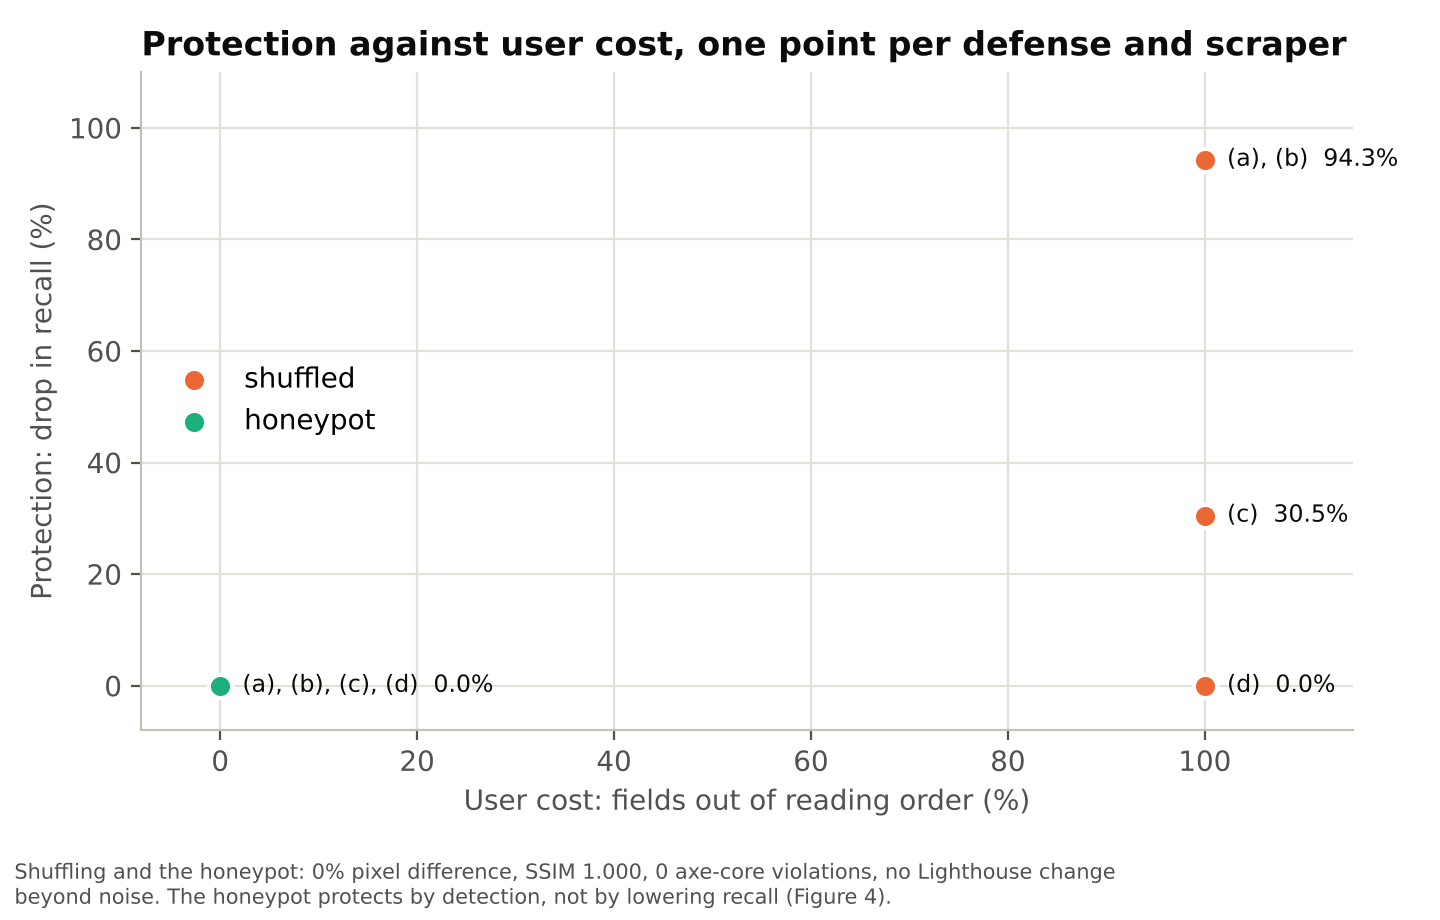 Protection against user cost, one point per defense and scraper
Protection: drop in recall (%)
100
80
60
40
20
0
(a), (b) 94.3%
shuffled
honeypot
(c) 30.5%
(a), (b), (c), (d) 0.0%
(d) 0.0%
0 20 40 60 80 100
User cost: fields out of reading order (%)
Shuffling and the honeypot: 0% pixel difference, SSIM 1.000, 0 axe-core violations, no Lighthouse change
beyond noise. The honeypot protects by detection, not by lowering recall (Figure 4).